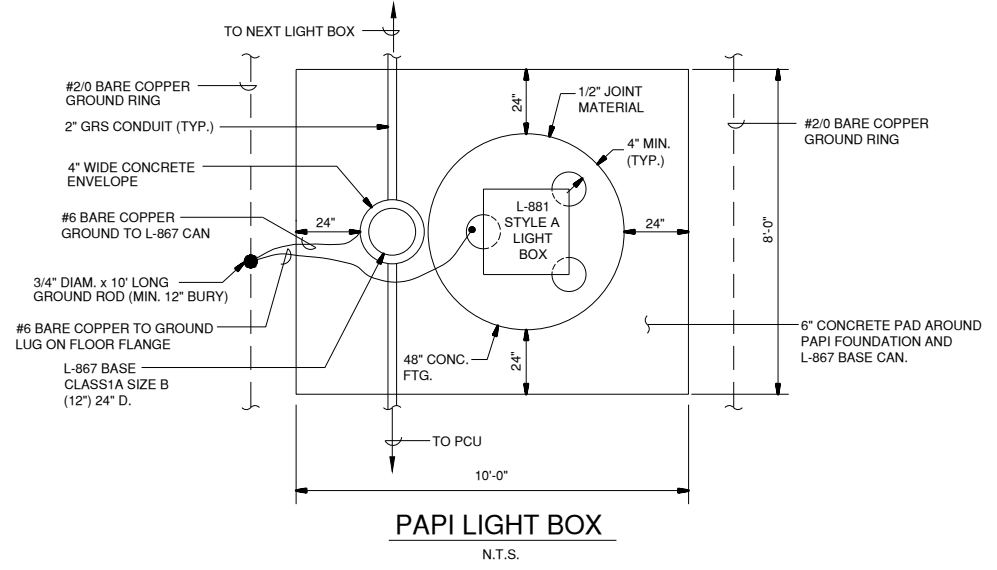 TO NEXT LIGHT BOX
#2/0 BARE COPPER
GROUND RING
2" GRS CONDUIT (TYP.)
4" WIDE CONCRETE
ENVELOPE
#6 BARE COPPER
GROUND TO L-867 CAN
3/4" DIAM. x 10' LONG
GROUND ROD (MIN. 12" BURY)
#6 BARE COPPER TO GROUND
LUG ON FLOOR FLANGE
L-867 BASE
CLASS1A SIZE B
(12") 24" D.
24"
24"
1/2" JOINT
MATERIAL
4" MIN.
(TYP.)
L-881
STYLE A
LIGHT
BOX
24"
48" CONC.
FTG.
24"
#2/0 BARE COPPER
GROUND RING
8'-0"
6" CONCRETE PAD AROUND
PAPI FOUNDATION AND
L-867 BASE CAN.
TO PCU
10'-0"
PAPI LIGHT BOX
N.T.S.